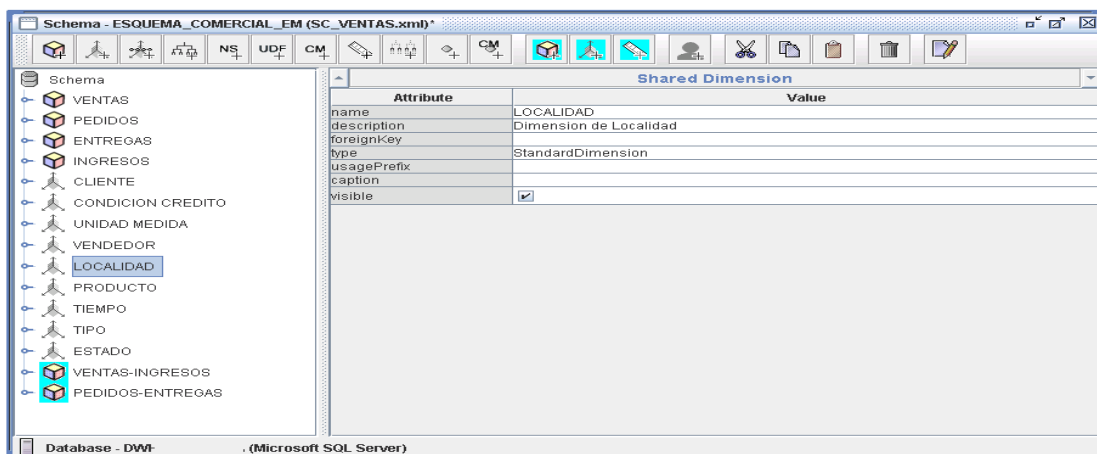 Schema - ESQUEMA_COMERCIAL_EM (SC_VENTAS.xml)*
NS UDF CM CM
Schema
VENTAS
PEDIDOS
ENTREGAS
INGRESOS
CLIENTE
CONDICION CREDITO
UNIDAD MEDIDA
VENDEDOR
LOCALIDAD
PRODUCTO
TIEMPO
TIPO
ESTADO
VENTAS-INGRESOS
PEDIDOS-ENTREGAS
Shared Dimension
Attribute Value
name LOCALIDAD
description Dimension de Localidad
foreignKey
type StandardDimension
usagePrefix
caption
visible
Database - (Microsoft SQL Server)